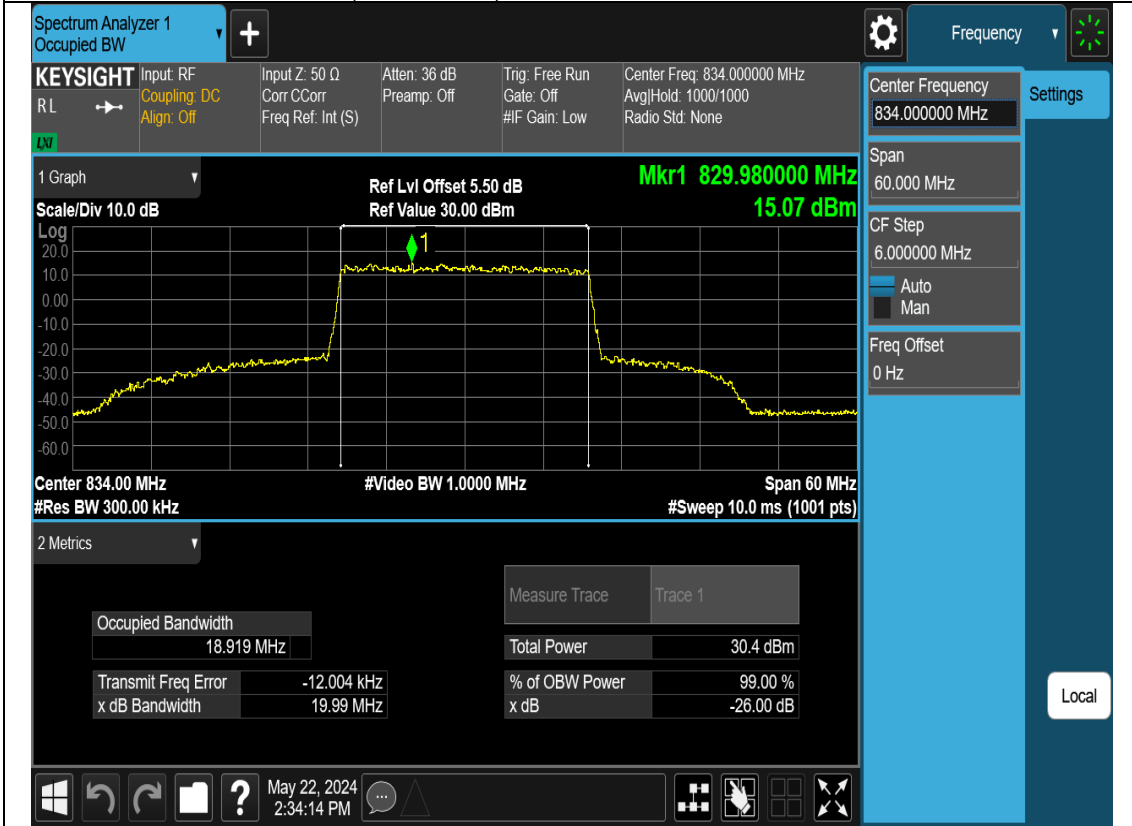 Spectrum Analyzer 1
Occupied BW
+
Frequency
KEYSIGHT
R L
LXI
Input: RF
Coupling: DC
Align: Off
Input Z: 50 Ω
Corr CCorr
Freq Ref: Int (S)
Atten: 36 dB
Preamp: Off
Trig: Free Run
Gate: Off
#IF Gain: Low
Center Freq: 834.000000 MHz
Avg|Hold: 1000/1000
Radio Std: None
Center Frequency
834.000000 MHz
Settings
Span
60.000 MHz
CF Step
6.000000 MHz
Auto
Man
Freq Offset
0 Hz
Local
1 Graph
Ref Lvl Offset 5.50 dB
Mkr1 829.980000 MHz
Scale/Div 10.0 dB
Ref Value 30.00 dBm
15.07 dBm
Log
1
20.0
10.0
0.00
-10.0
-20.0
-30.0
-40.0
-50.0
-60.0
Center 834.00 MHz
#Video BW 1.0000 MHz
Span 60 MHz
#Res BW 300.00 kHz
#Sweep 10.0 ms (1001 pts)
2 Metrics
Measure Trace
Trace 1
Occupied Bandwidth
18.919 MHz
Total Power
30.4 dBm
Transmit Freq Error
-12.004 kHz
% of OBW Power
99.00 %
x dB Bandwidth
19.99 MHz
x dB
-26.00 dB
?
May 22, 2024
2:34:14 PM